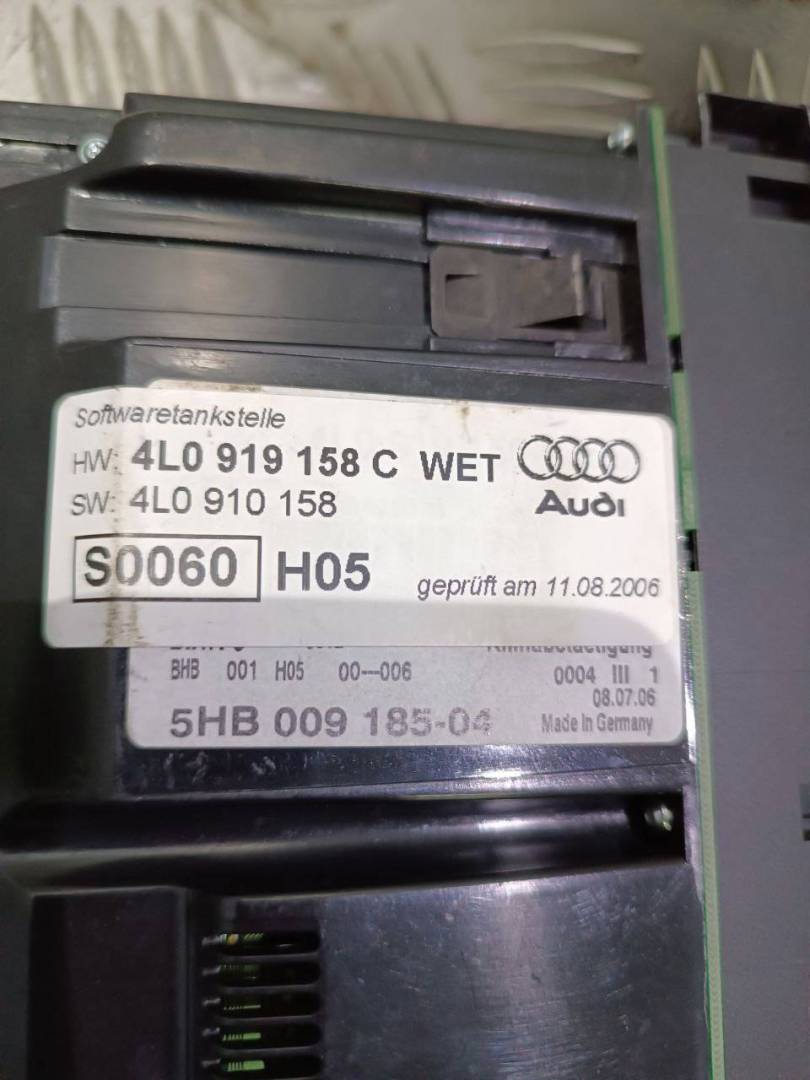 Softwaretankstelle
HW: 4L0 919 158 C WET
SW: 4L0 910 158
Audi
S0060 H05 geprüft am 11.08.2006
BHB 001 H05 00---006 0004 III 1
08.07.06
5HB 009 185-04 Made in Germany